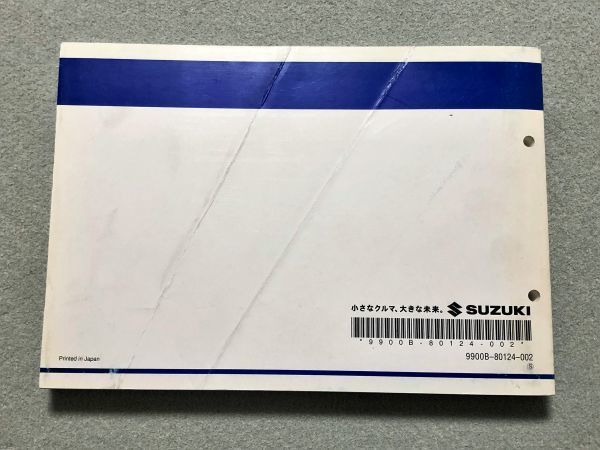 小さなクルマ、大きな未来。 SUZUKI
*9900B-80124-002*
9900B-80124-002
Printed in Japan
S